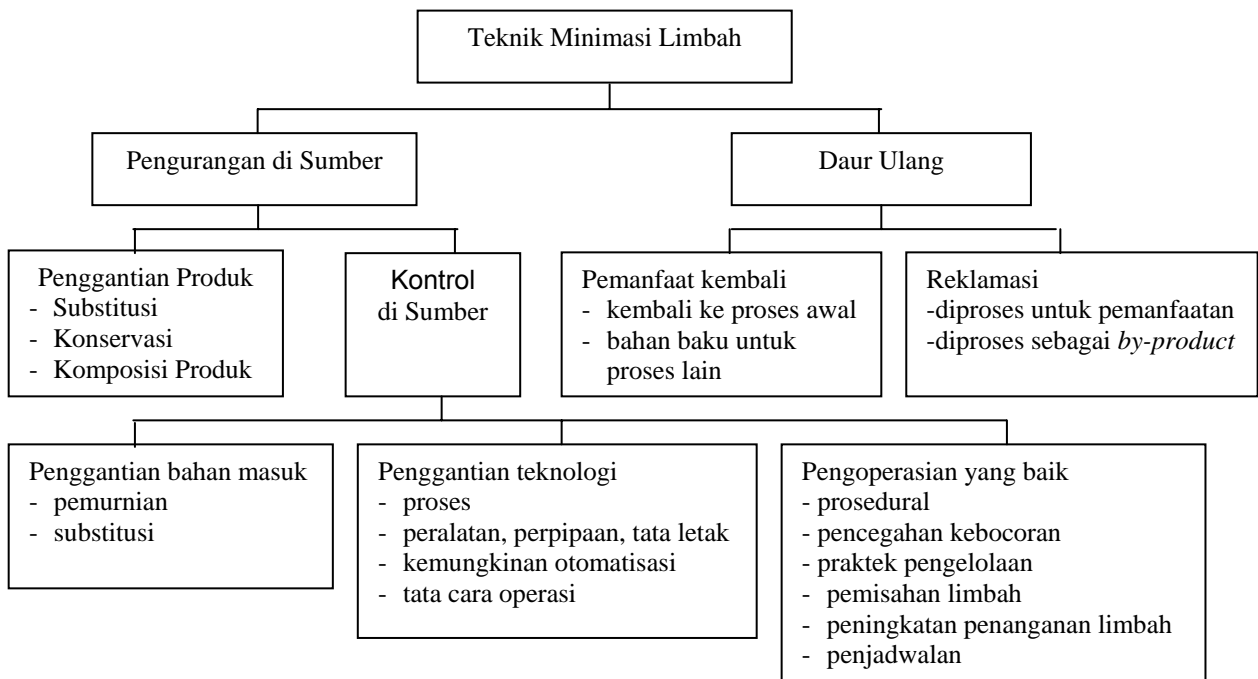 Teknik Minimasi Limbah
Pengurangan di Sumber
Daur Ulang
Penggantian Produk
- Substitusi
- Konservasi
- Komposisi Produk
Kontrol
di Sumber
Pemanfaat kembali
- kembali ke proses awal
- bahan baku untuk
proses lain
Reklamasi
-diproses untuk pemanfaatan
-diproses sebagai by-product
Penggantian bahan masuk
- pemurnian
- substitusi
Penggantian teknologi
- proses
- peralatan, perpipaan, tata letak
- kemungkinan otomatisasi
- tata cara operasi
Pengoperasian yang baik
- prosedural
- pencegahan kebocoran
- praktek pengelolaan
- pemisahan limbah
- peningkatan penanganan limbah
- penjadwalan